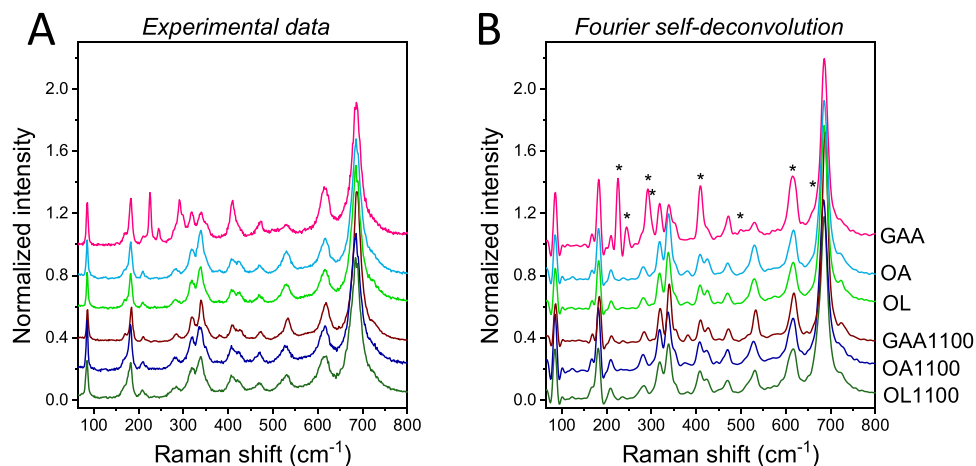 A
Experimental data
Normalized intensity
2.0
1.6
1.2
0.8
0.4
0.0
100 200 300 400 500 600 700 800
Raman shift (cm⁻¹)
B
Fourier self-deconvolution
Normalized intensity
2.0
1.6
1.2
0.8
0.4
0.0
* * * * * * * *
GAA
OA
OL
GAA1100
OA1100
OL1100
100 200 300 400 500 600 700 800
Raman shift (cm⁻¹)